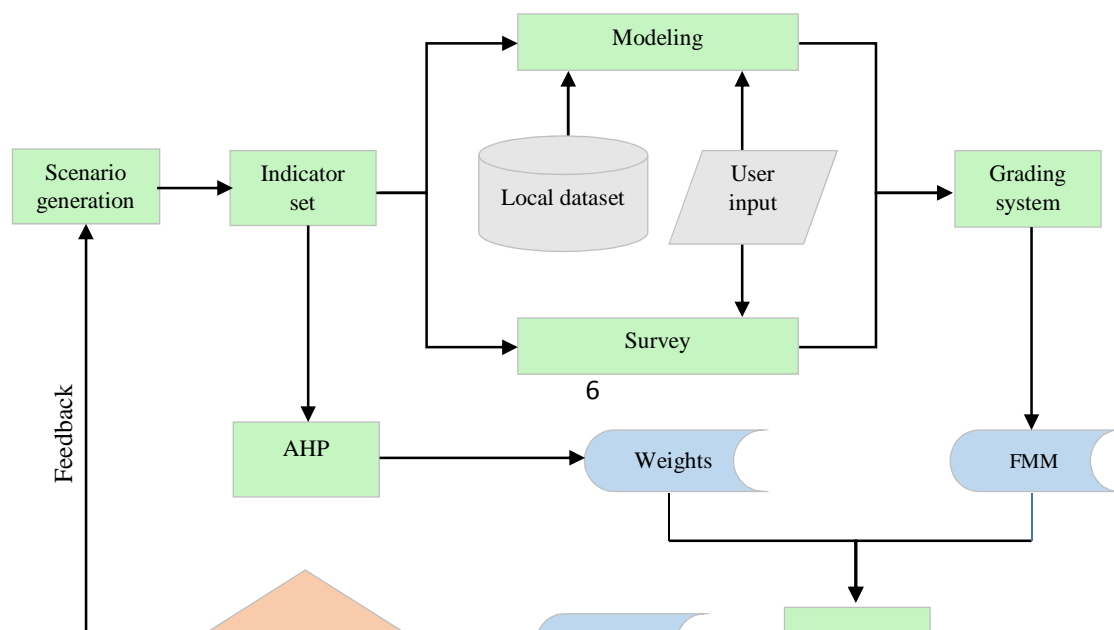 Modeling
Scenario
generation
Indicator
set
Local dataset
User
input
Grading
system
Survey
6
Feedback
AHP
Weights
FMM